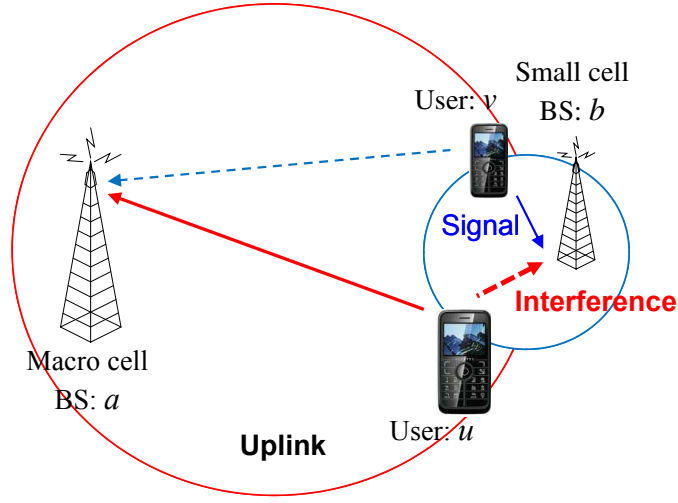 Small cell
BS: b
User: v
Signal
Interference
Macro cell
BS: a
User: u
Uplink